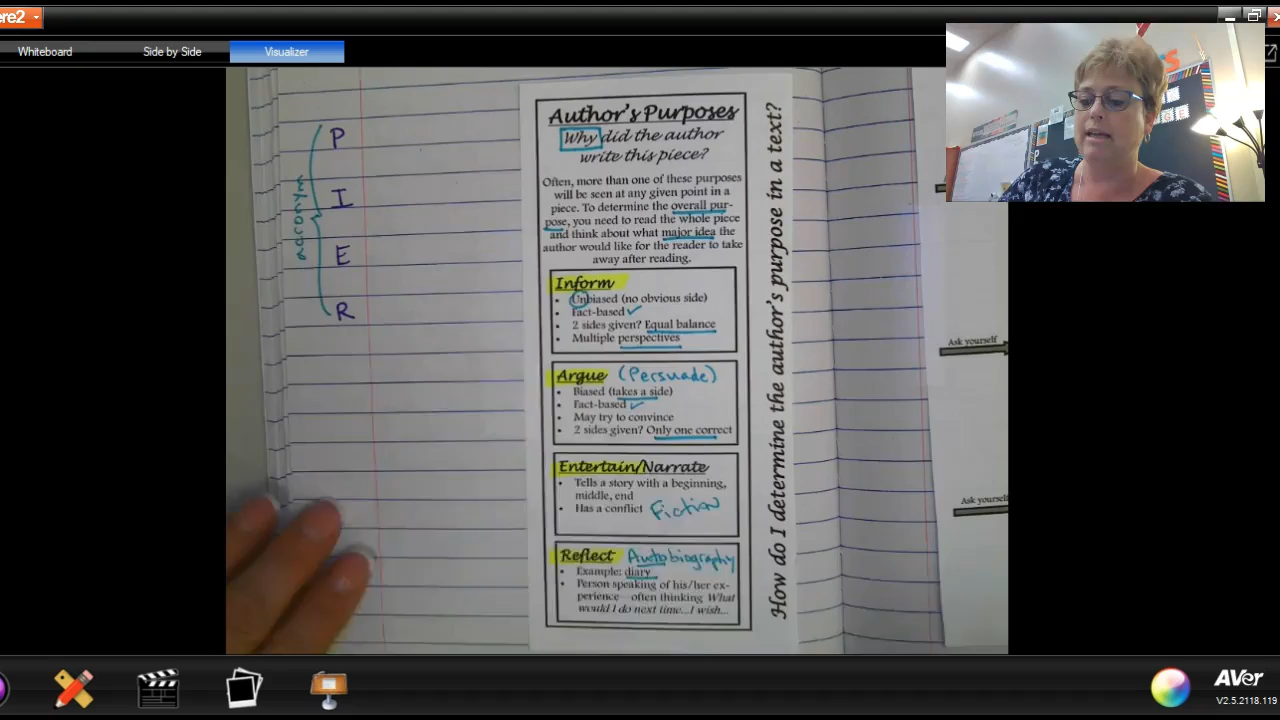 ere2
Whiteboard
Side by Side
Visualizer
P
I
E
R
acronym
Author's Purposes
Why did the author
write this piece?
Often, more than one of these purposes
will be seen at any given point in a
piece. To determine the overall pur-
pose, you need to read the whole piece
and think about what major idea the
author would like for the reader to take
away after reading.
Inform
• Unbiased (no obvious side)
• Fact-based ✓
• 2 sides given? Equal balance
• Multiple perspectives
Argue (Persuade)
• Biased (takes a side)
• Fact-based ✓
• May try to convince
• 2 sides given? Only one correct
Entertain/Narrate
• Tells a story with a beginning,
middle, end
• Has a conflict Fiction
Reflect Autobiography
• Example: diary
• Person speaking of his/her ex-
perience—often thinking What
would I do next time...I wish...
How do I determine the author's purpose in a text?
Ask yourself
Ask yourself
AVer
V2.5.2118.119